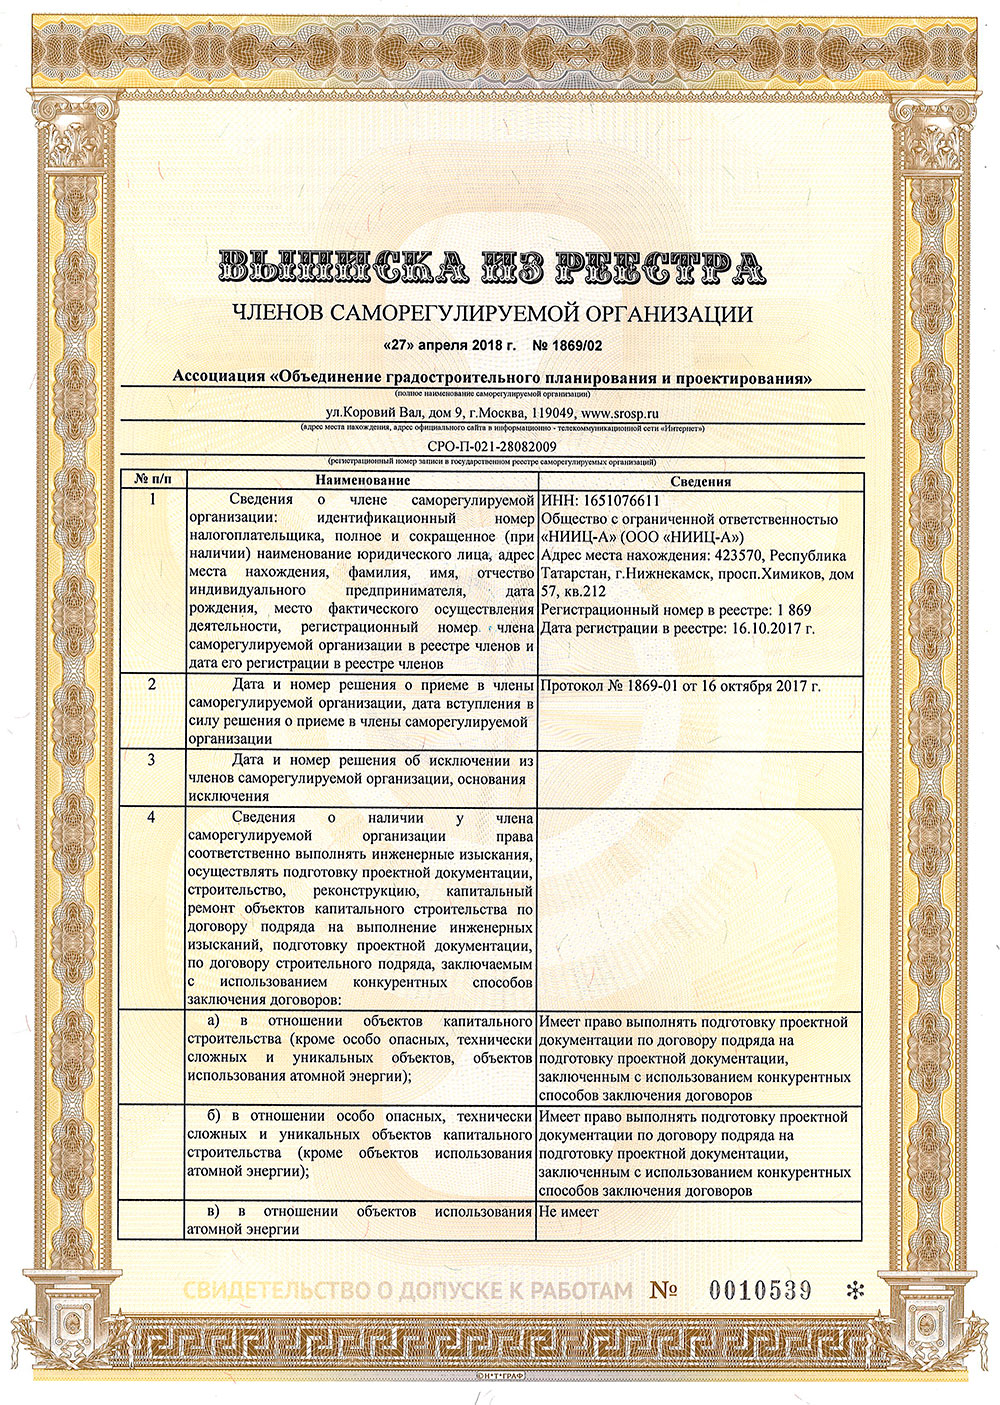 ВЫПИСКА ИЗ РЕЕСТРА
ЧЛЕНОВ САМОРЕГУЛИРУЕМОЙ ОРГАНИЗАЦИИ
«27» апреля 2018 г. № 1869/02
Ассоциация «Объединение градостроительного планирования и проектирования»
(полное наименование саморегулируемой организации)
ул.Коровий Вал, дом 9, г.Москва, 119049, www.srosp.ru
(адрес места нахождения, адрес официального сайта в информационно - телекоммуникационной сети «Интернет»)
СРО-П-021-28082009
(регистрационный номер записи в государственном реестре саморегулируемых организаций)
№ п/п Наименование Сведения
1
Сведения о члене саморегулируемой
организации: идентификационный номер
налогоплательщика, полное и сокращенное (при
наличии) наименование юридического лица, адрес
места нахождения, фамилия, имя, отчество
индивидуального предпринимателя, дата
рождения, место фактического осуществления
деятельности, регистрационный номер члена
саморегулируемой организации в реестре членов и
дата его регистрации в реестре членов
ИНН: 1651076611
Общество с ограниченной ответственностью
«НИИЦ-А» (ООО «НИИЦ-А»)
Адрес места нахождения: 423570, Республика
Татарстан, г.Нижнекамск, просп.Химиков, дом
57, кв.212
Регистрационный номер в реестре: 1 869
Дата регистрации в реестре: 16.10.2017 г.
2
Дата и номер решения о приеме в члены
саморегулируемой организации, дата вступления в
силу решения о приеме в члены саморегулируемой
организации
Протокол № 1869-01 от 16 октября 2017 г.
3
Дата и номер решения об исключении из
членов саморегулируемой организации, основания
исключения
4
Сведения о наличии у члена
саморегулируемой организации права
соответственно выполнять инженерные изыскания,
осуществлять подготовку проектной документации,
строительство, реконструкцию, капитальный
ремонт объектов капитального строительства по
договору подряда на выполнение инженерных
изысканий, подготовку проектной документации,
по договору строительного подряда, заключаемым
с использованием конкурентных способов
заключения договоров:
а) в отношении объектов капитального
строительства (кроме особо опасных, технически
сложных и уникальных объектов, объектов
использования атомной энергии);
Имеет право выполнять подготовку проектной
документации по договору подряда на
подготовку проектной документации,
заключенным с использованием конкурентных
способов заключения договоров
б) в отношении особо опасных, технически
сложных и уникальных объектов капитального
строительства (кроме объектов использования
атомной энергии);
Имеет право выполнять подготовку проектной
документации по договору подряда на
подготовку проектной документации,
заключенным с использованием конкурентных
способов заключения договоров
в) в отношении объектов использования
атомной энергии
Не имеет
СВИДЕТЕЛЬСТВО О ДОПУСКЕ К РАБОТАМ № 0010539 *
©Н•Т•ГРАФ